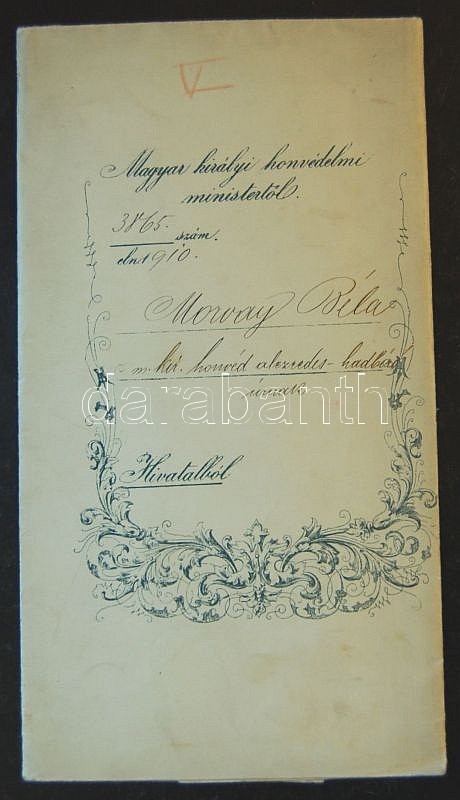 V
Magyar királyi honvédelmi
ministertől.
3865. szám.
eln. 1910.
Morvay Béla
m. kir. honvéd alezredes-hadbíró
úrnak
darabanth
Hivatalból